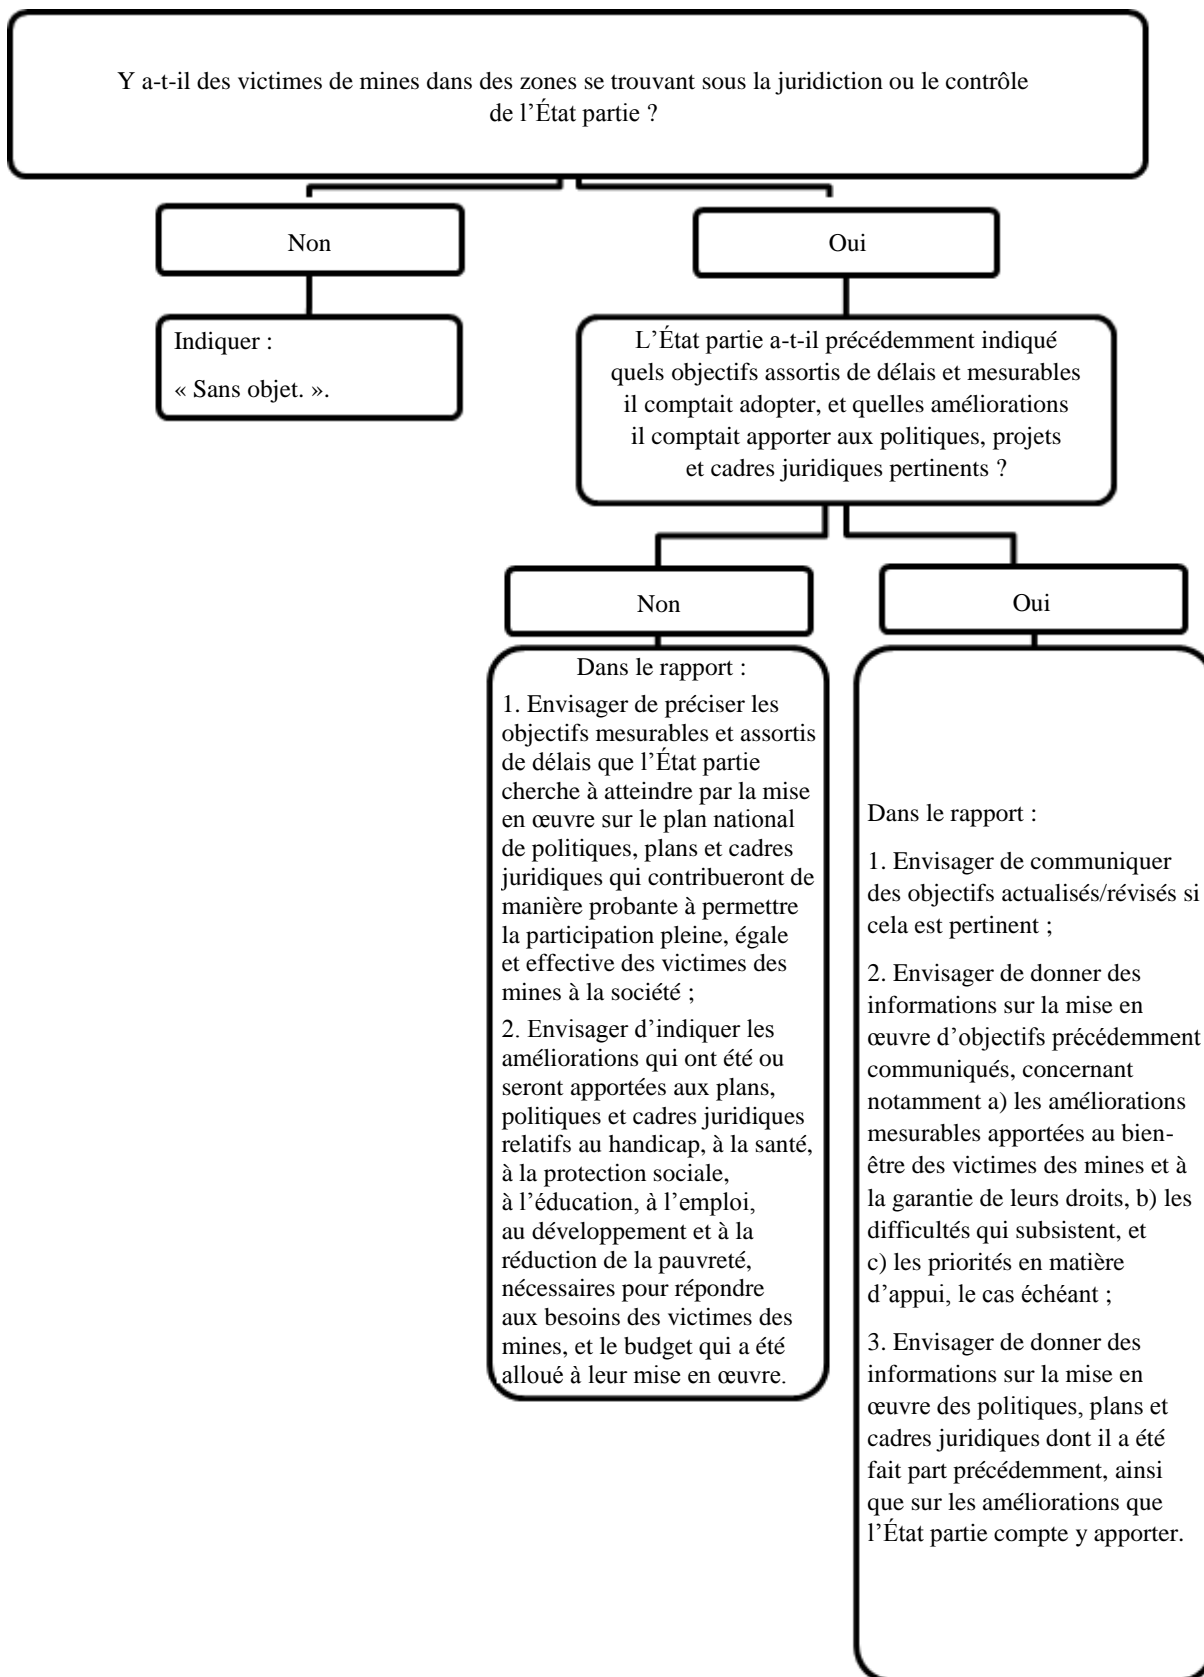 Y a-t-il des victimes de mines dans des zones se trouvant sous la juridiction ou le contrôle
de l’État partie ?
Non
Oui
Indiquer :
« Sans objet. ».
L’État partie a-t-il précédemment indiqué
quels objectifs assortis de délais et mesurables
il comptait adopter, et quelles améliorations
il comptait apporter aux politiques, projets
et cadres juridiques pertinents ?
Non
Oui
Dans le rapport :
1. Envisager de préciser les
objectifs mesurables et assortis
de délais que l’État partie
cherche à atteindre par la mise
en œuvre sur le plan national
de politiques, plans et cadres
juridiques qui contribueront de
manière probante à permettre
la participation pleine, égale
et effective des victimes des
mines à la société ;
2. Envisager d’indiquer les
améliorations qui ont été ou
seront apportées aux plans,
politiques et cadres juridiques
relatifs au handicap, à la santé,
à la protection sociale,
à l’éducation, à l’emploi,
au développement et à la
réduction de la pauvreté,
nécessaires pour répondre
aux besoins des victimes des
mines, et le budget qui a été
alloué à leur mise en œuvre.
Dans le rapport :
1. Envisager de communiquer
des objectifs actualisés/révisés si
cela est pertinent ;
2. Envisager de donner des
informations sur la mise en
œuvre d’objectifs précédemment
communiqués, concernant
notamment a) les améliorations
mesurables apportées au bien-
être des victimes des mines et à
la garantie de leurs droits, b) les
difficultés qui subsistent, et
c) les priorités en matière
d’appui, le cas échéant ;
3. Envisager de donner des
informations sur la mise en
œuvre des politiques, plans et
cadres juridiques dont il a été
fait part précédemment, ainsi
que sur les améliorations que
l’État partie compte y apporter.